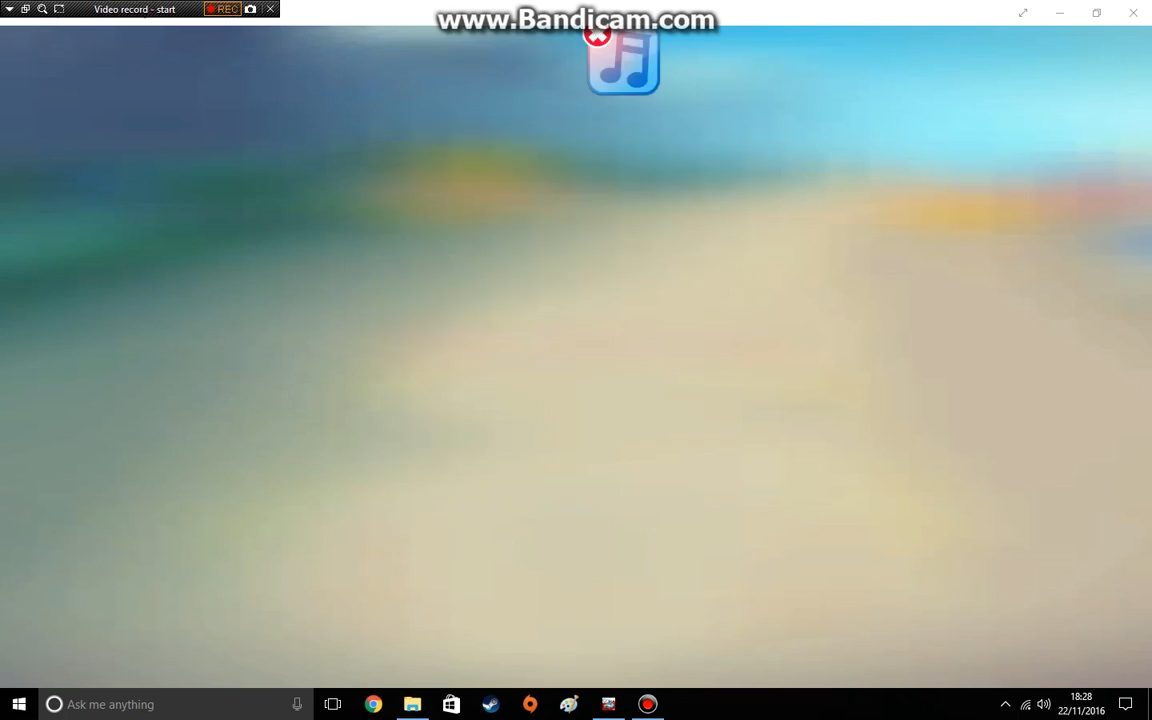 Video record - start
REC
www.Bandicam.com
Ask me anything
18:28
22/11/2016